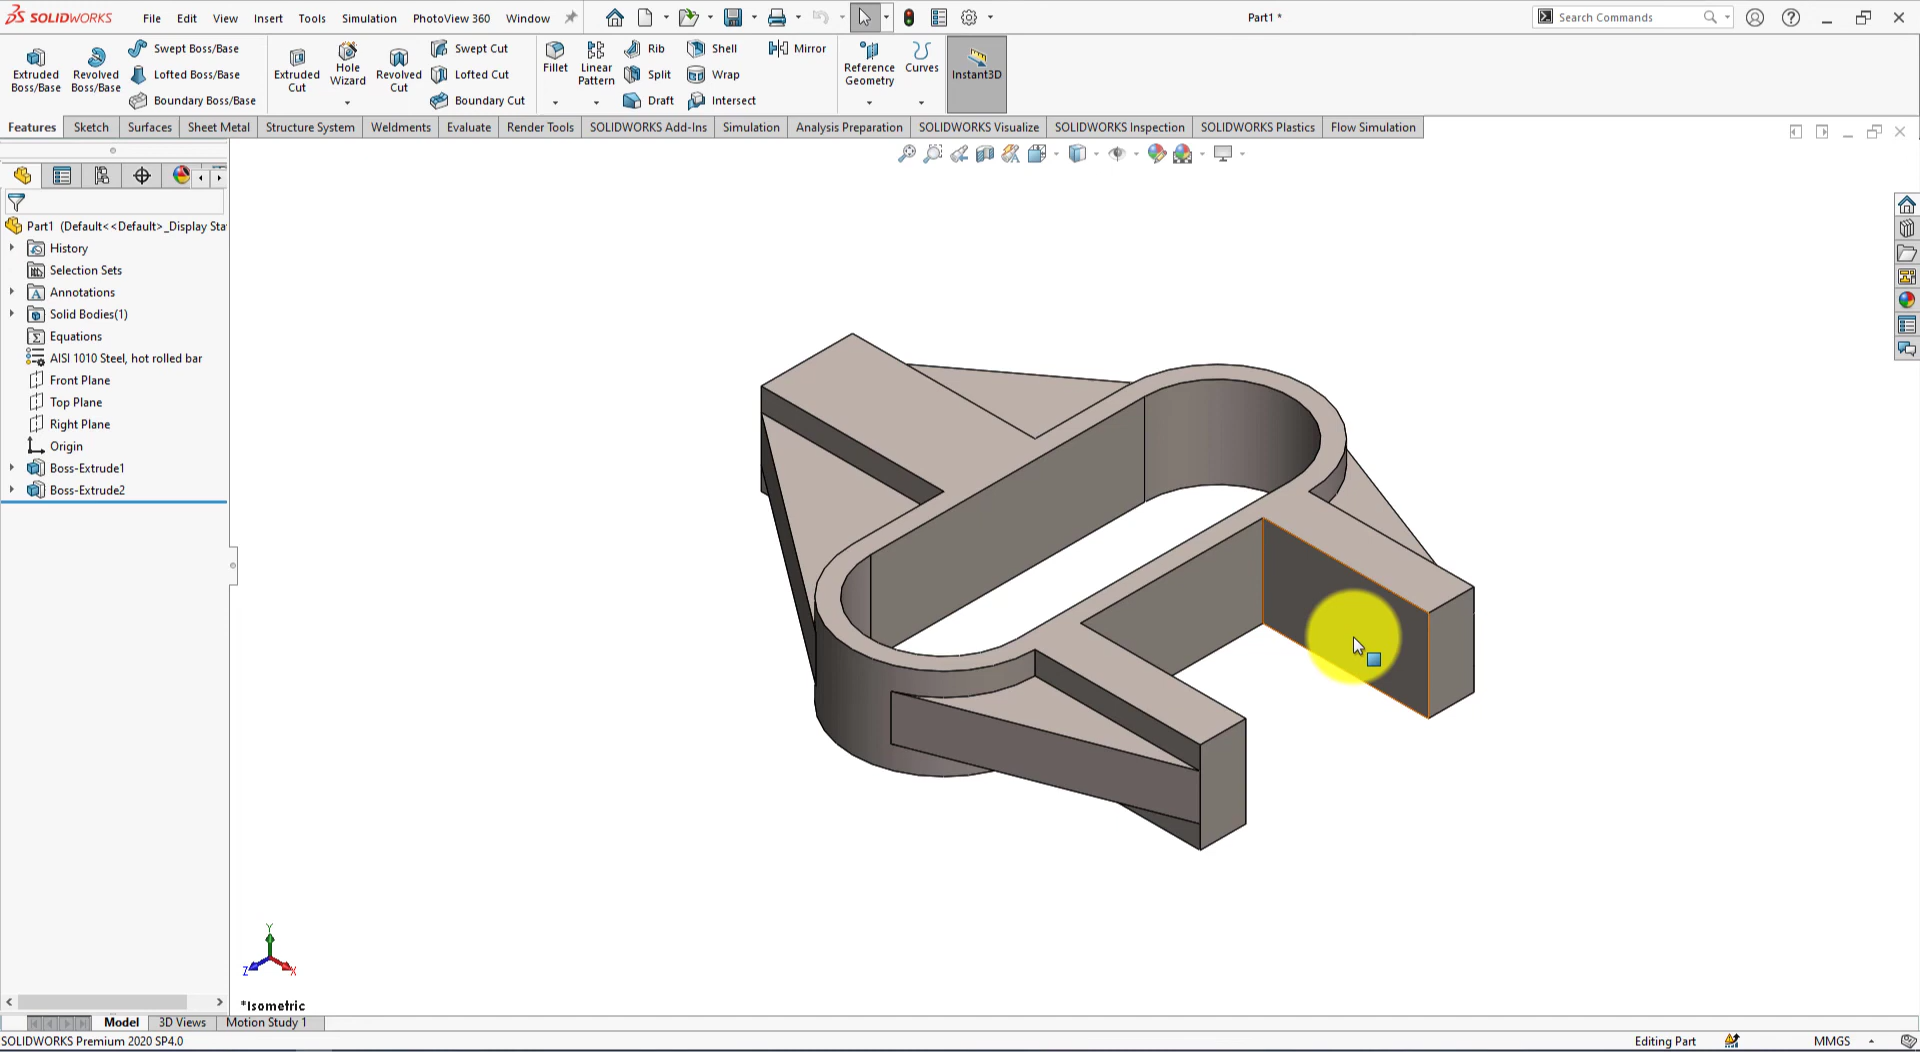 SOLIDWORKS File Edit View Insert Tools Simulation PhotoView 360 Window Part1 * Search Commands
Extruded Boss/Base
Revolved Boss/Base
Swept Boss/Base
Lofted Boss/Base
Boundary Boss/Base
Extruded Cut
Hole Wizard
Revolved Cut
Swept Cut
Lofted Cut
Boundary Cut
Fillet
Linear Pattern
Rib
Split
Draft
Shell
Wrap
Intersect
Mirror
Reference Geometry
Curves
Instant3D
Features Sketch Surfaces Sheet Metal Structure System Weldments Evaluate Render Tools SOLIDWORKS Add-Ins Simulation Analysis Preparation SOLIDWORKS Visualize SOLIDWORKS Inspection SOLIDWORKS Plastics Flow Simulation
Part1 (Default<<Default>_Display Sta
History
Selection Sets
Annotations
Solid Bodies(1)
Equations
AISI 1010 Steel, hot rolled bar
Front Plane
Top Plane
Right Plane
Origin
Boss-Extrude1
Boss-Extrude2
Y
Z X
*Isometric
Model 3D Views Motion Study 1
SOLIDWORKS Premium 2020 SP4.0 Editing Part MMGS